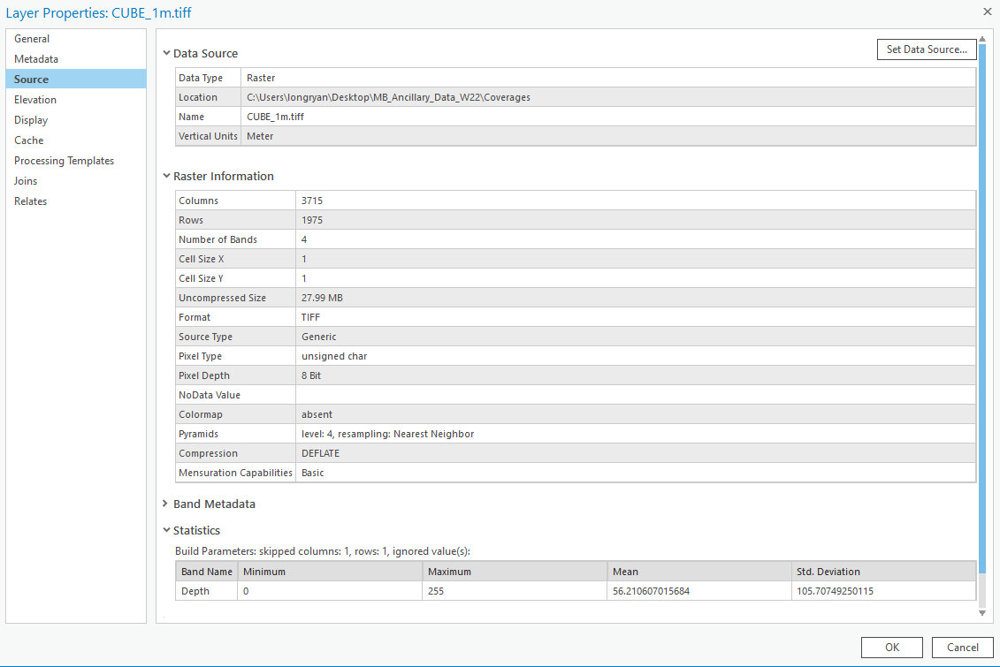 Layer Properties: CUBE_1m.tiff
General
Metadata
Source
Elevation
Display
Cache
Processing Templates
Joins
Relates
Data Source
Set Data Source...
Data Type Raster
Location C:\Users\longryan\Desktop\MB_Ancillary_Data_W22\Coverages
Name CUBE_1m.tiff
Vertical Units Meter
Raster Information
Columns 3715
Rows 1975
Number of Bands 4
Cell Size X 1
Cell Size Y 1
Uncompressed Size 27.99 MB
Format TIFF
Source Type Generic
Pixel Type unsigned char
Pixel Depth 8 Bit
NoData Value
Colormap absent
Pyramids level: 4, resampling: Nearest Neighbor
Compression DEFLATE
Mensuration Capabilities Basic
Band Metadata
Statistics
Build Parameters: skipped columns: 1, rows: 1, ignored value(s):
Band Name Minimum Maximum Mean Std. Deviation
Depth 0 255 56.210607015684 105.70749250115
OK Cancel